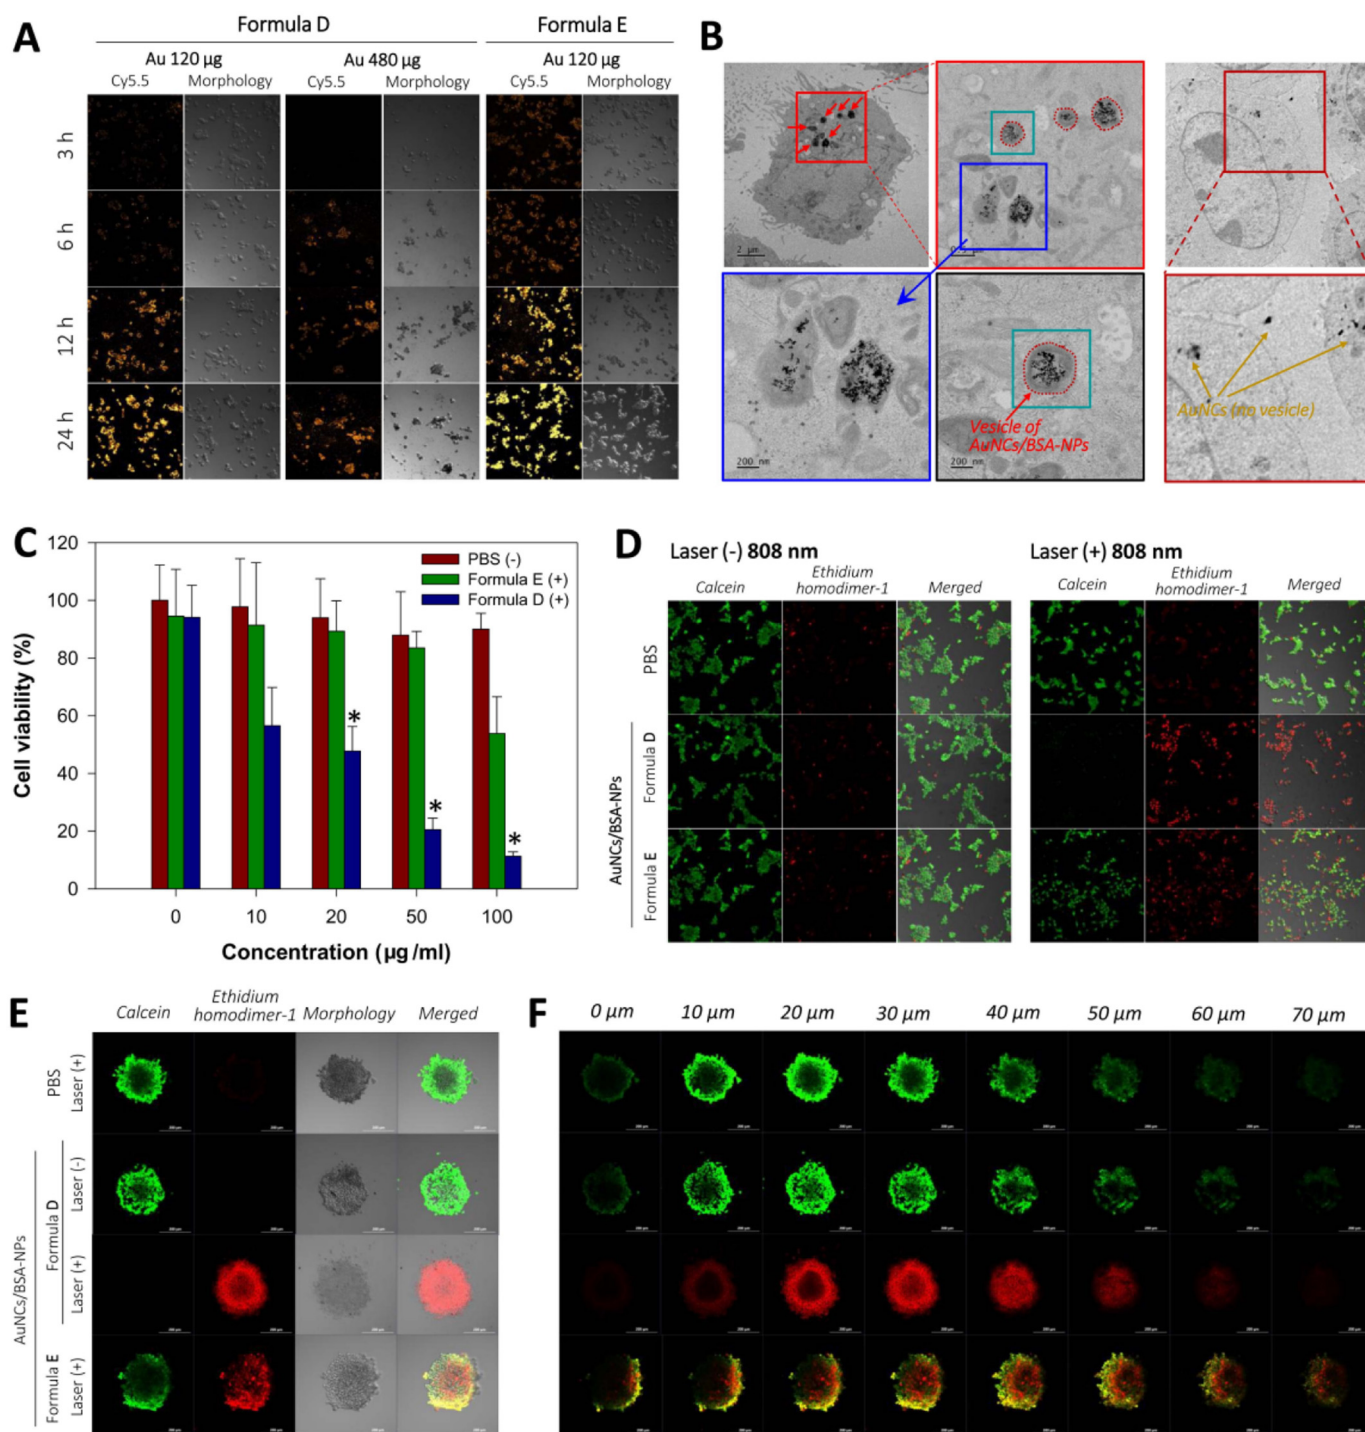 A
Formula D
Formula E
Au 120 µg
Au 480 µg
Au 120 µg
Cy5.5
Morphology
Cy5.5
Morphology
Cy5.5
Morphology
3 h
6 h
12 h
24 h
B
2 µm
200 nm
200 nm
Vesicle of
AuNCs/BSA-NPs
AuNCs (no vesicle)
C
120
100
80
60
40
20
0
Cell viability (%)
PBS (-)
Formula E (+)
Formula D (+)
*
*
*
0
10
20
50
100
Concentration (µg/ml)
D
Laser (-) 808 nm
Laser (+) 808 nm
Calcein
Ethidium
homodimer-1
Merged
Calcein
Ethidium
homodimer-1
Merged
PBS
AuNCs/BSA-NPs
Formula D
Formula E
E
Calcein
Ethidium
homodimer-1
Morphology
Merged
PBS
Laser (+)
AuNCs/BSA-NPs
Formula D
Laser (-)
Laser (+)
Formula E
Laser (+)
F
0 µm
10 µm
20 µm
30 µm
40 µm
50 µm
60 µm
70 µm